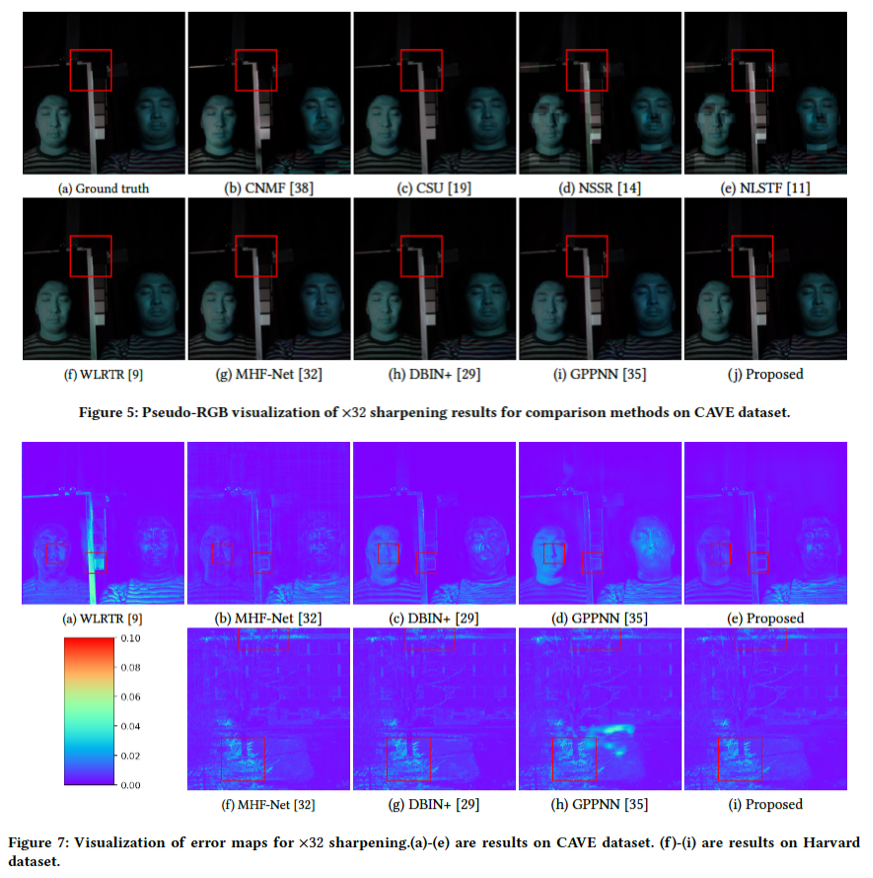 (a) Ground truth
(b) CNMF [38]
(c) CSU [19]
(d) NSSR [14]
(e) NLSTF [11]
(f) WLRTR [9]
(g) MHF-Net [32]
(h) DBIN+ [29]
(i) GPPNN [35]
(j) Proposed
Figure 5: Pseudo-RGB visualization of ×32 sharpening results for comparison methods on CAVE dataset.
(a) WLRTR [9]
(b) MHF-Net [32]
(c) DBIN+ [29]
(d) GPPNN [35]
(e) Proposed
0.10
0.08
0.06
0.04
0.02
0.00
(f) MHF-Net [32]
(g) DBIN+ [29]
(h) GPPNN [35]
(i) Proposed
Figure 7: Visualization of error maps for ×32 sharpening.(a)-(e) are results on CAVE dataset. (f)-(i) are results on Harvard
dataset.